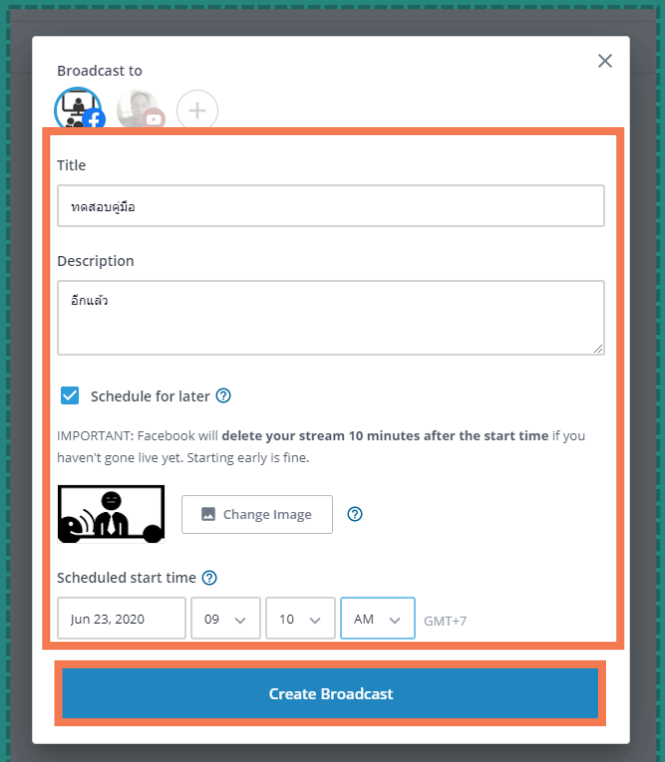 Broadcast to
Title
ทดสอบคู่มือ
Description
อีกแล้ว
Schedule for later
IMPORTANT: Facebook will delete your stream 10 minutes after the start time if you
haven't gone live yet. Starting early is fine.
Change Image
Scheduled start time
Jun 23, 2020 09 10 AM GMT+7
Create Broadcast